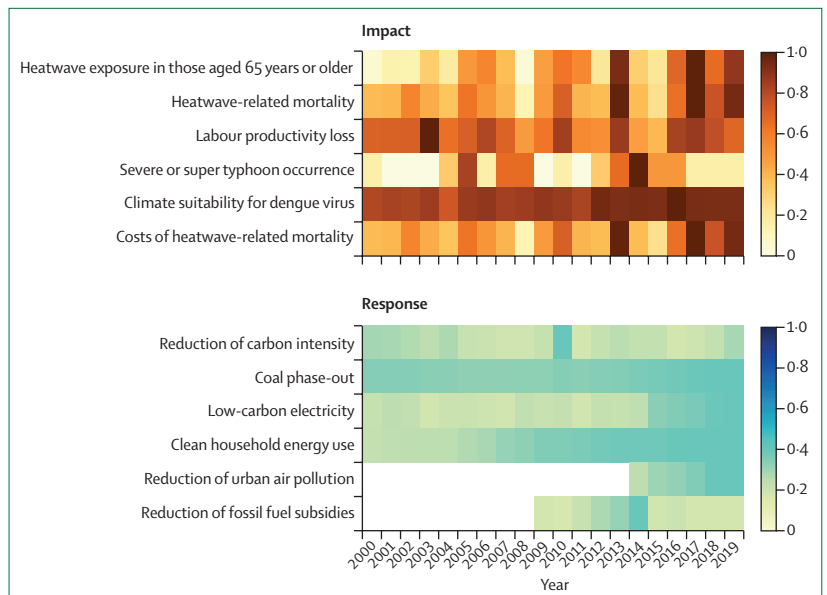 Impact
Heatwave exposure in those aged 65 years or older
Heatwave-related mortality
Labour productivity loss
Severe or super typhoon occurrence
Climate suitability for dengue virus
Costs of heatwave-related mortality
1·0
0·8
0·6
0·4
0·2
0
Response
Reduction of carbon intensity
Coal phase-out
Low-carbon electricity
Clean household energy use
Reduction of urban air pollution
Reduction of fossil fuel subsidies
1·0
0·8
0·6
0·4
0·2
0
2000 2001 2002 2003 2004 2005 2006 2007 2008 2009 2010 2011 2012 2013 2014 2015 2016 2017 2018 2019
Year